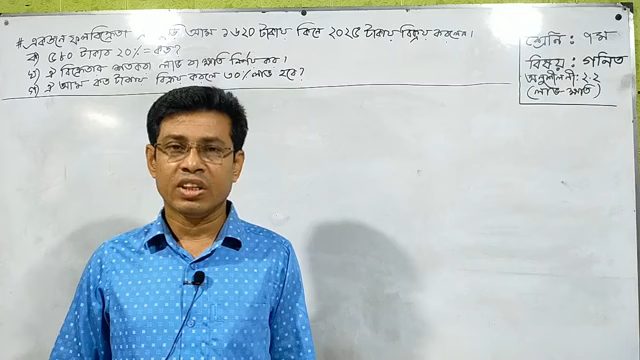 # একজন ফলবিক্রেতা আম ১৬২০ টাকায় কিনে ২০২৫ টাকায় বিক্রয় করলেন।
ক) ৫৮০ টাকার ২০% = কত?
খ) ঐ বিক্রেতার শতকরা লাভ বা ক্ষতি নির্ণয় কর।
গ) ঐ আম কত টাকায় বিক্রয় করলে ৩০% লাভ হবে?
শ্রেনি : ৭ম
বিষয় : গনিত
অনুশীলনী: ২.২
(লাভ-ক্ষতি)